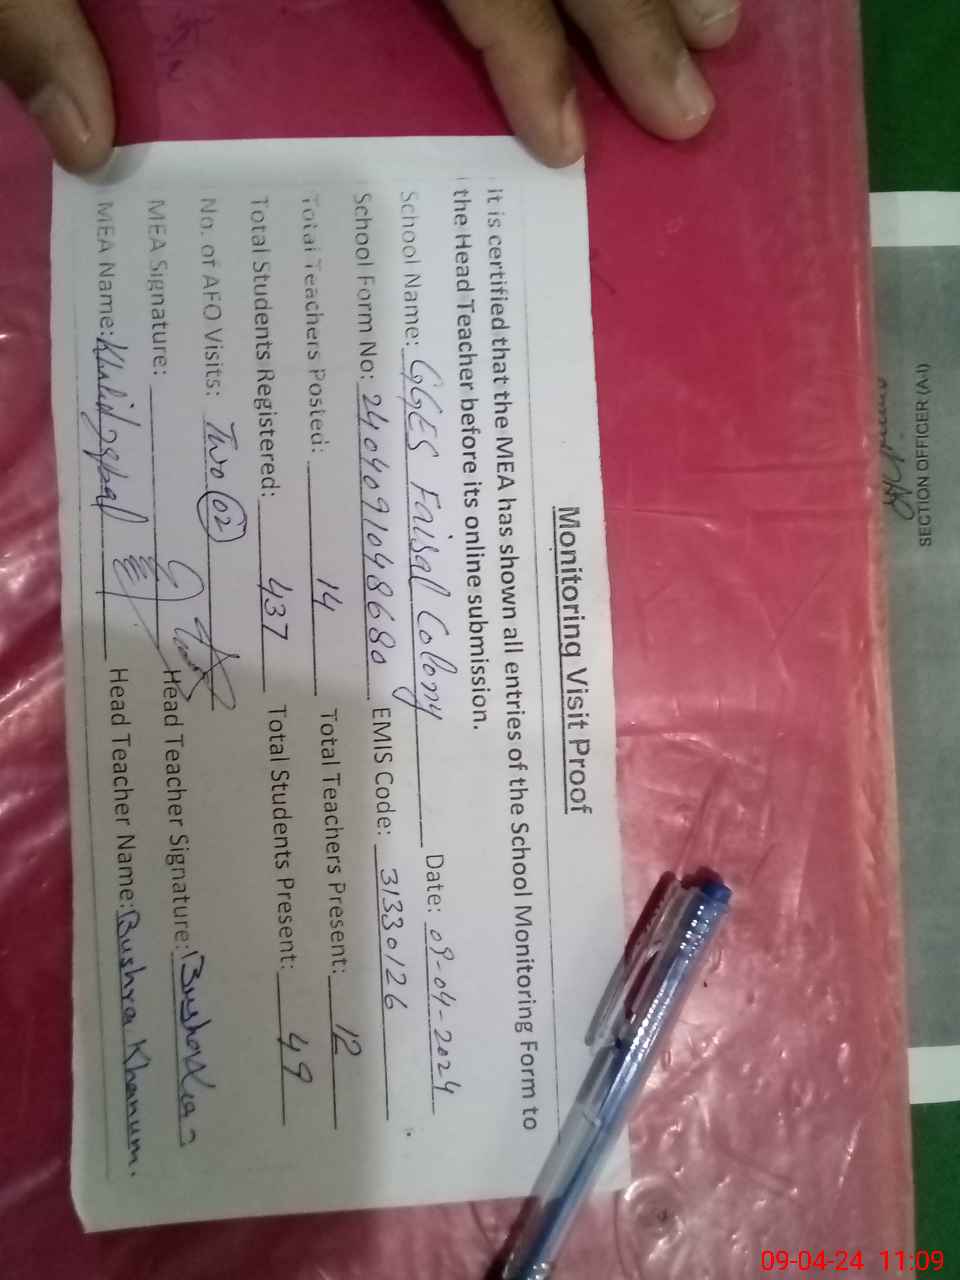 Monitoring Visit Proof
it is certified that the MEA has shown all entries of the School Monitoring Form to
the Head Teacher before its online submission.
School Name: GGES Faisal Colony Date: 09-04-2024
School Form No: 2404091048680 EMIS Code: 31330126
Total Teachers Posted: 14 Total Teachers Present: 12
Total Students Registered: 437 Total Students Present: 49
No. of AEO Visits: Two (02)
MEA Signature: Head Teacher Signature:
MEA Name: Khalid Iqbal Head Teacher Name: Bushra Khanum.
SECTION OFFICER (A-I)
09-04-24 11:09